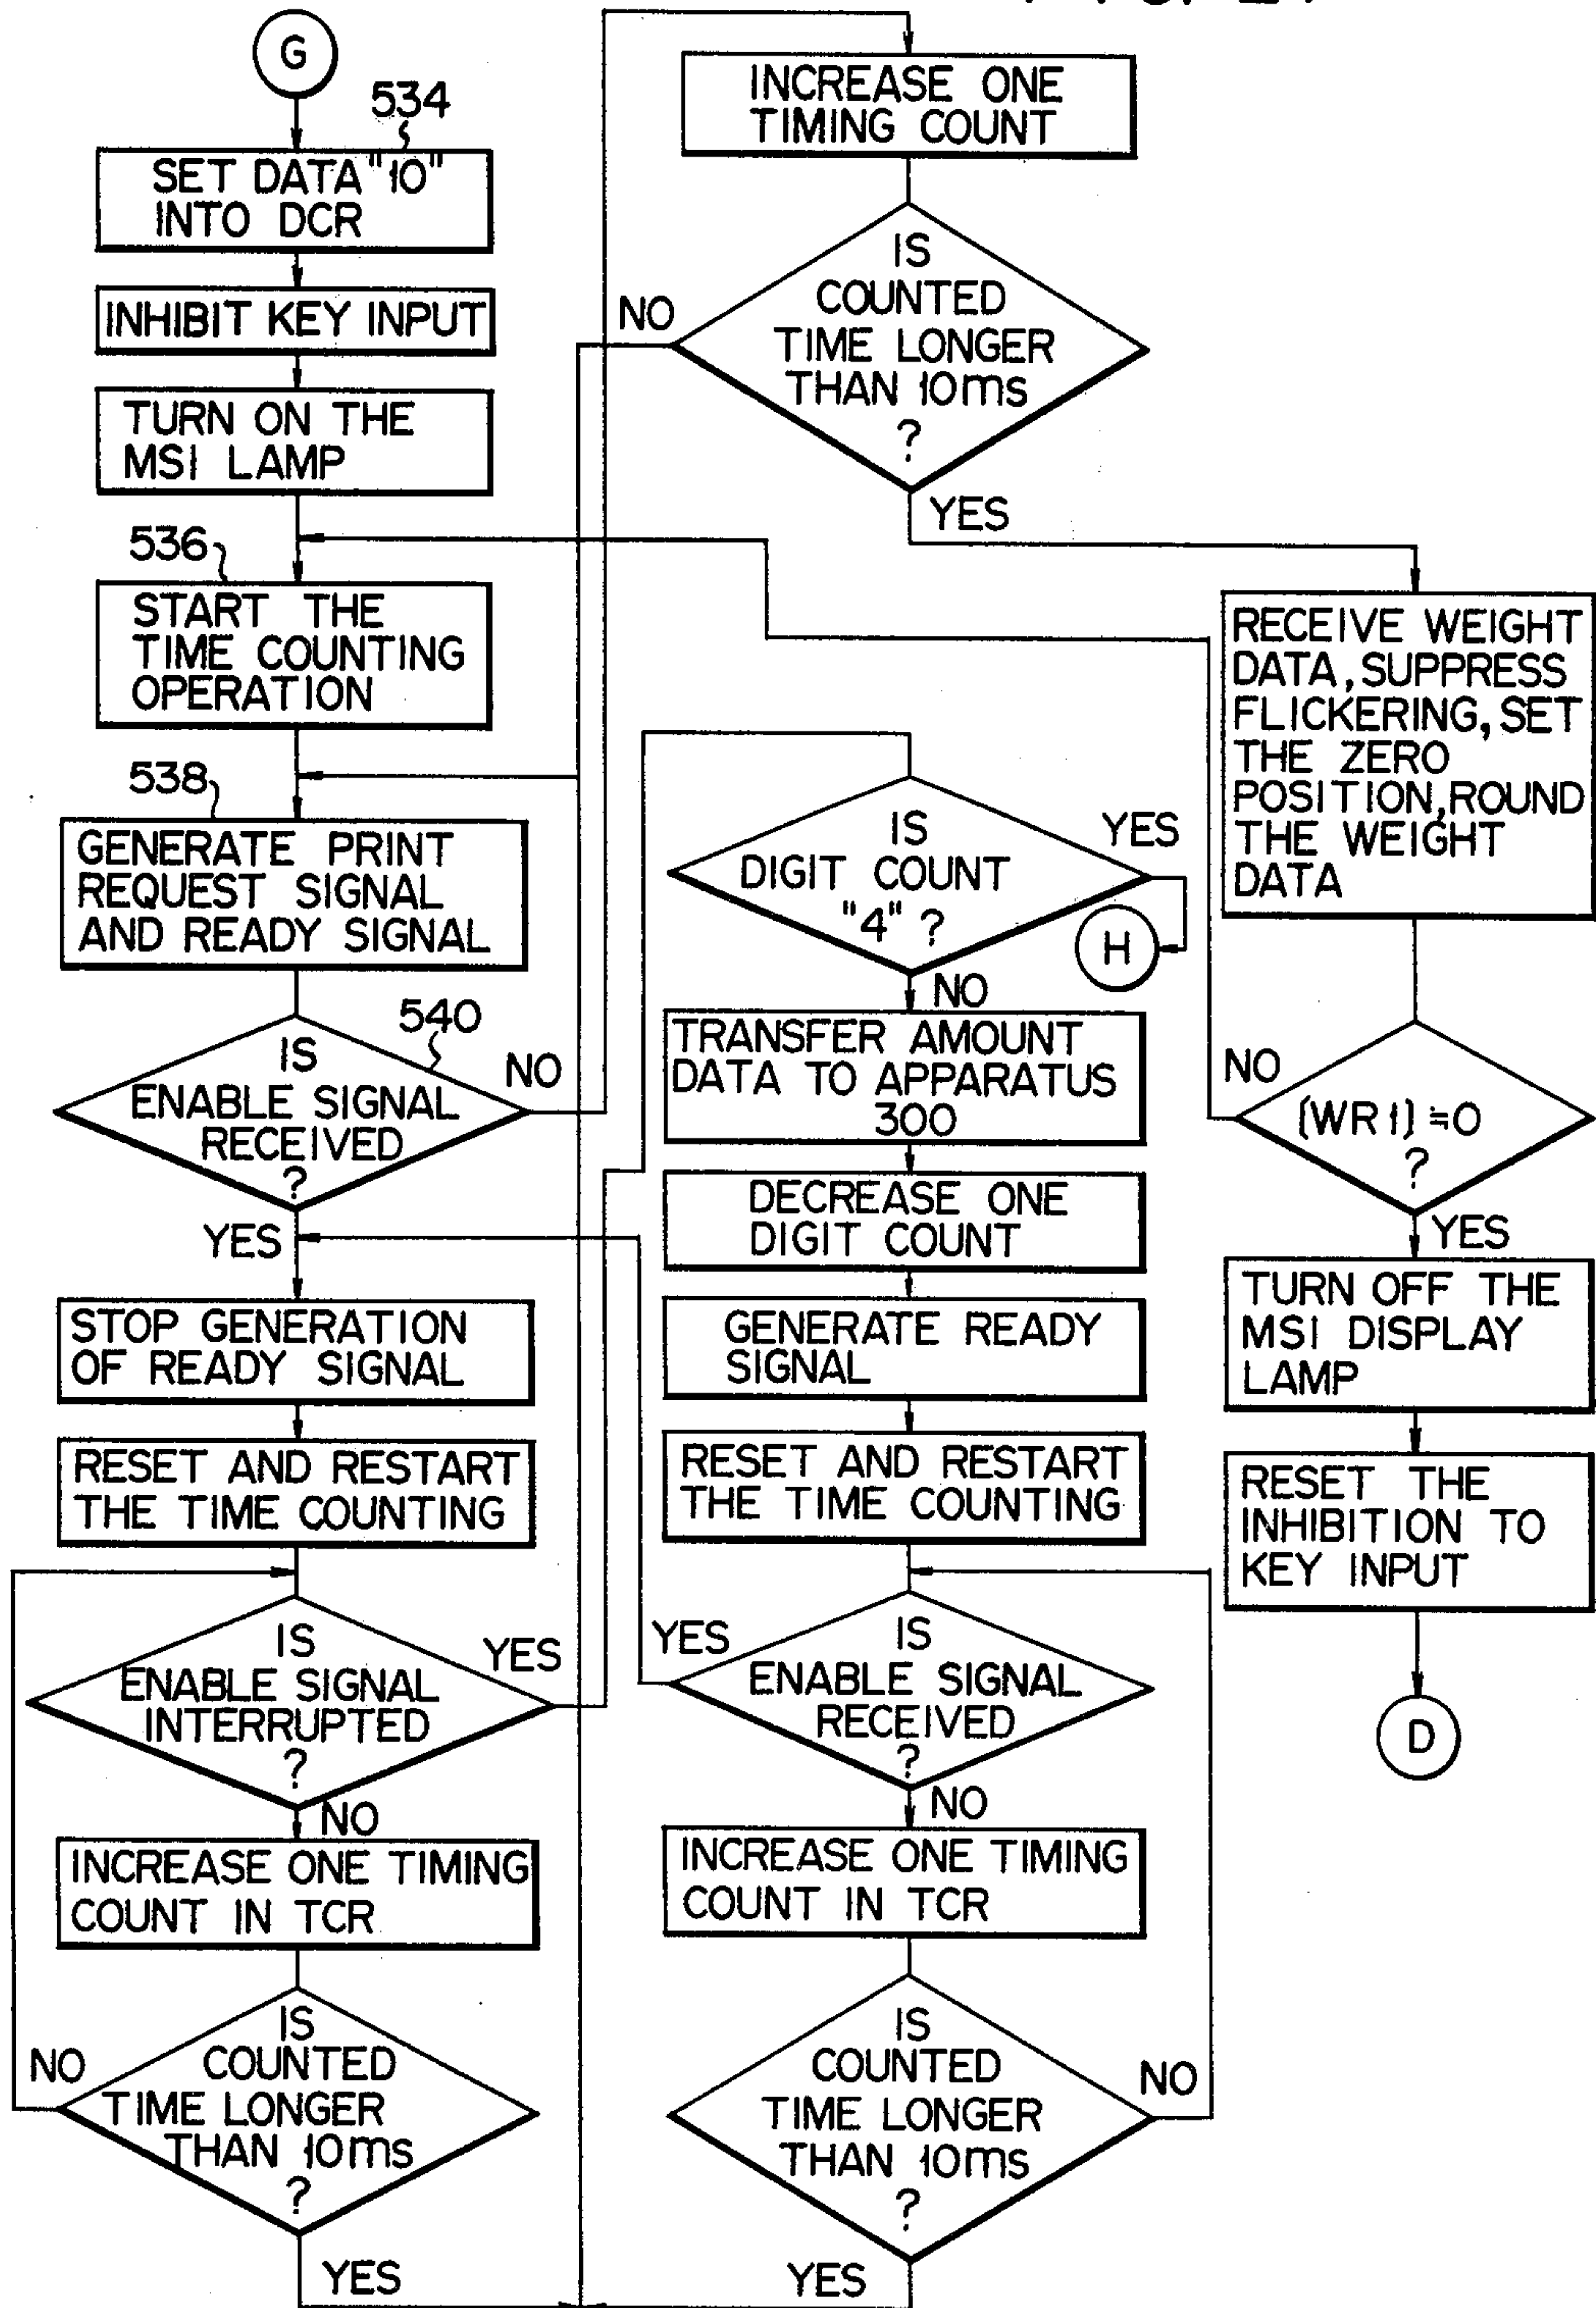 G
534
SET DATA "10"
INTO DCR
INHIBIT KEY INPUT
TURN ON THE
MSI LAMP
536
START THE
TIME COUNTING
OPERATION
538
GENERATE PRINT
REQUEST SIGNAL
AND READY SIGNAL
540
IS
ENABLE SIGNAL
RECEIVED
?
NO
YES
STOP GENERATION
OF READY SIGNAL
RESET AND RESTART
THE TIME COUNTING
IS
ENABLE SIGNAL
INTERRUPTED
?
YES
NO
INCREASE ONE TIMING
COUNT IN TCR
IS
COUNTED
TIME LONGER
THAN 10ms
?
NO
YES
INCREASE ONE
TIMING COUNT
IS
COUNTED
TIME LONGER
THAN 10ms
?
NO
YES
IS
DIGIT COUNT
"4" ?
YES
H
NO
TRANSFER AMOUNT
DATA TO APPARATUS
300
DECREASE ONE
DIGIT COUNT
GENERATE READY
SIGNAL
RESET AND RESTART
THE TIME COUNTING
IS
ENABLE SIGNAL
RECEIVED
?
YES
NO
INCREASE ONE TIMING
COUNT IN TCR
IS
COUNTED
TIME LONGER
THAN 10ms
?
NO
YES
RECEIVE WEIGHT
DATA, SUPPRESS
FLICKERING, SET
THE ZERO
POSITION, ROUND
THE WEIGHT
DATA
NO
(WR1)≒0
?
YES
TURN OFF THE
MSI DISPLAY
LAMP
RESET THE
INHIBITION TO
KEY INPUT
D